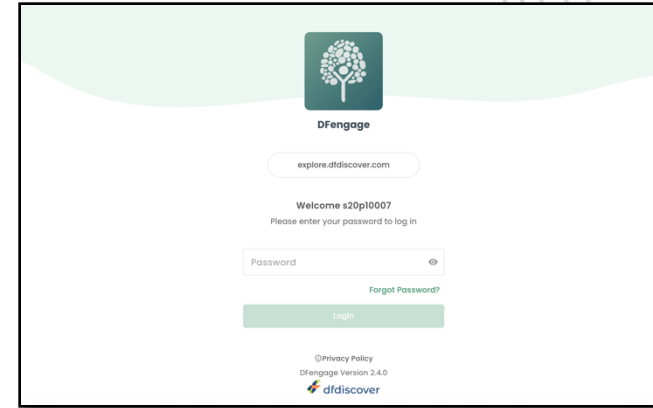 DFengage
explore.dfdiscover.com
Welcome s20p10007
Please enter your password to log in
Password
Forgot Password?
Login
Privacy Policy
DFengage Version 2.4.0
dfdiscover